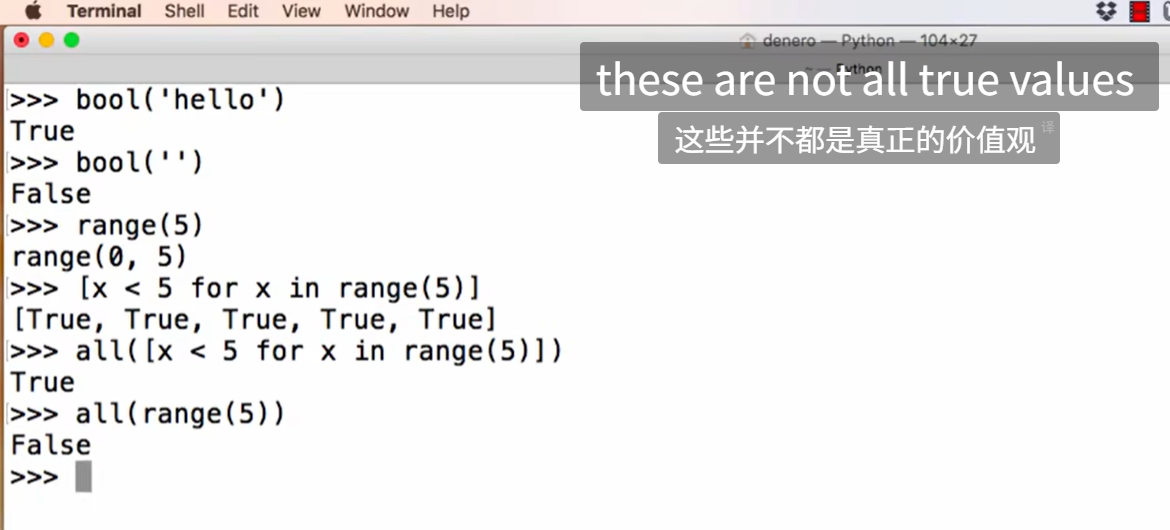 Terminal Shell Edit View Window Help
denero — Python — 104×27
~ — Python
these are not all true values
这些并不都是真正的价值观 译
>>> bool('hello')
True
>>> bool('')
False
>>> range(5)
range(0, 5)
>>> [x < 5 for x in range(5)]
[True, True, True, True, True]
>>> all([x < 5 for x in range(5)])
True
>>> all(range(5))
False
>>>